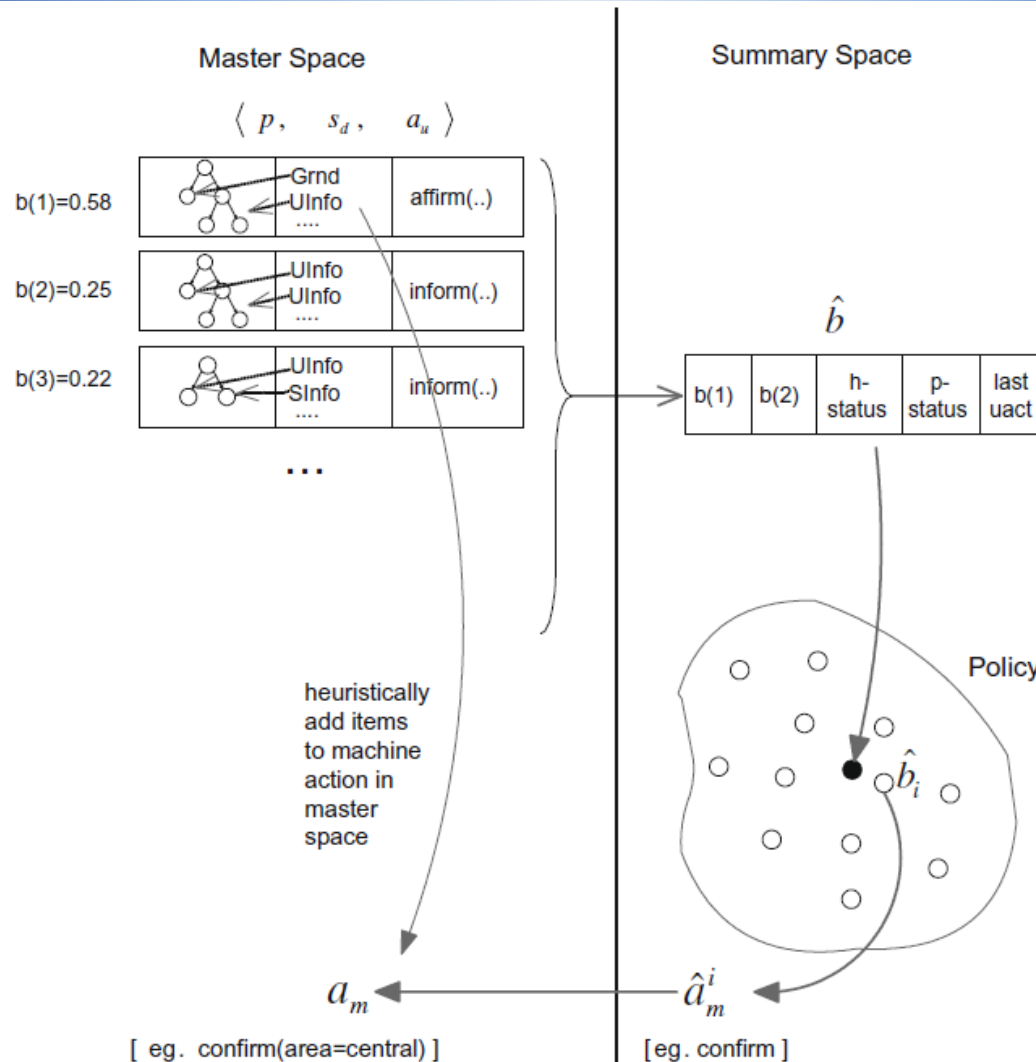 Master Space
Summary Space
⟨ p , s_d , a_u ⟩
b(1)=0.58
Grnd
UInfo
....
affirm(..)
b(2)=0.25
UInfo
UInfo
....
inform(..)
b(3)=0.22
UInfo
SInfo
....
inform(..)
...
b̂
b(1)
b(2)
h-
status
p-
status
last
uact
Policy
b̂_i
heuristically
add items
to machine
action in
master
space
a_m
â_m^i
[ eg. confirm(area=central) ]
[ eg. confirm ]